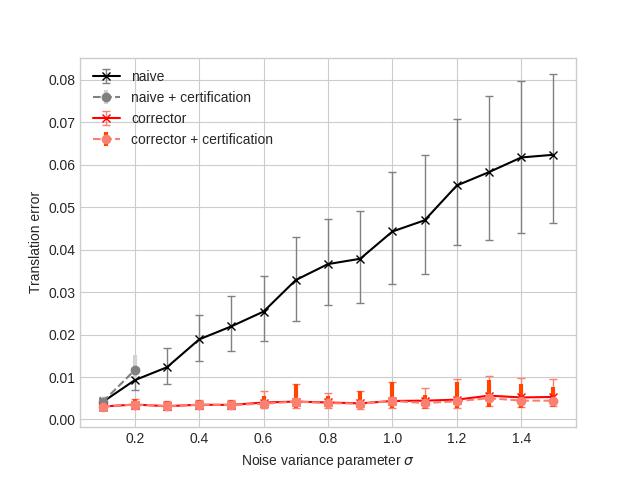 naive
naive + certification
corrector
corrector + certification
Translation error
0.08
0.07
0.06
0.05
0.04
0.03
0.02
0.01
0.00
0.2 0.4 0.6 0.8 1.0 1.2 1.4
Noise variance parameter σ